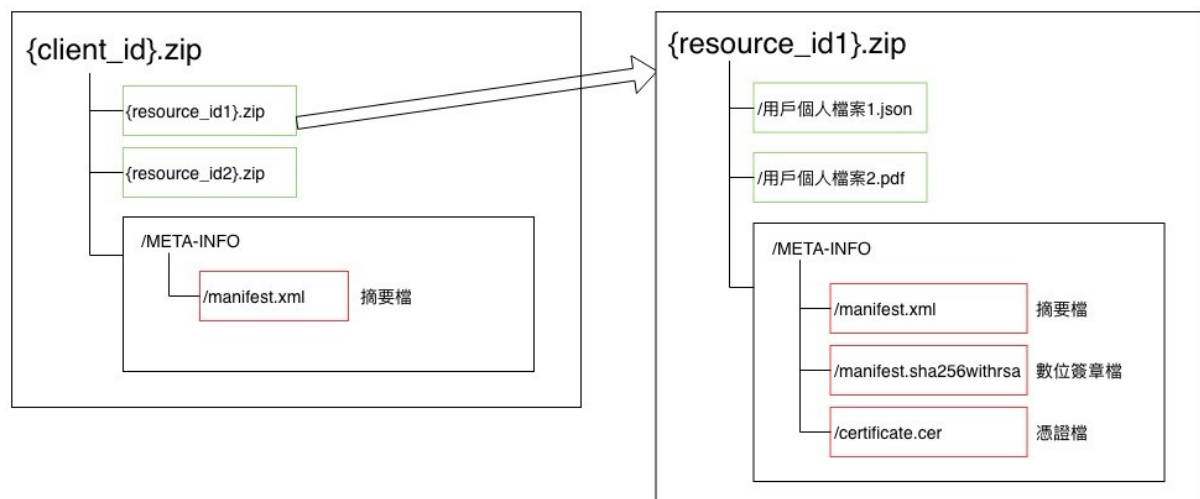 {client_id}.zip
{resource_id1}.zip
{resource_id2}.zip
/META-INFO
/manifest.xml 摘要檔
{resource_id1}.zip
/用戶個人檔案1.json
/用戶個人檔案2.pdf
/META-INFO
/manifest.xml 摘要檔
/manifest.sha256withrsa 數位簽章檔
/certificate.cer 憑證檔